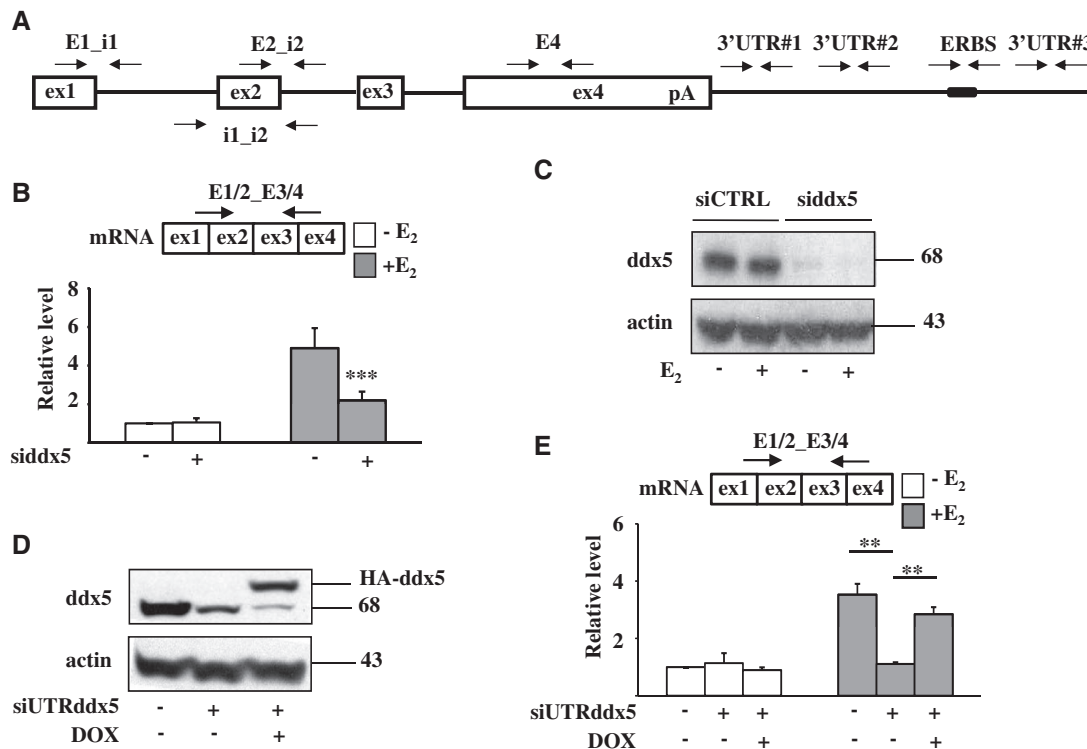 A
E1_i1 E2_i2 E4 3'UTR#1 3'UTR#2 ERBS 3'UTR#3
ex1 ex2 ex3 ex4 pA
i1_i2
B
E1/2_E3/4
mRNA ex1 ex2 ex3 ex4
- E2
+E2
Relative level
8
6
4
2
***
siddx5 - + - +
C
siCTRL siddx5
ddx5 68
actin 43
E2 - + - +
D
ddx5 HA-ddx5
68
actin 43
siUTRddx5 - + +
DOX +
E
E1/2_E3/4
mRNA ex1 ex2 ex3 ex4
- E2
+E2
Relative level
6
4
2
** **
siUTRddx5 - + + - + +
DOX + +